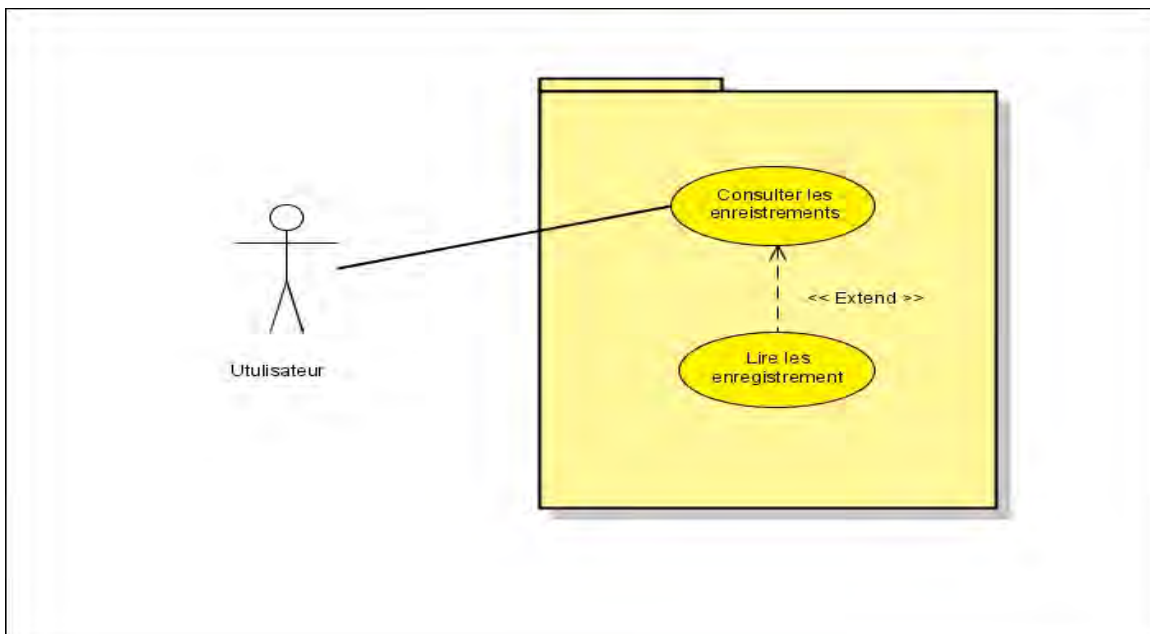 Consulter les
enreistrements
<< Extend >>
Lire les
enregistrement
Utulisateur